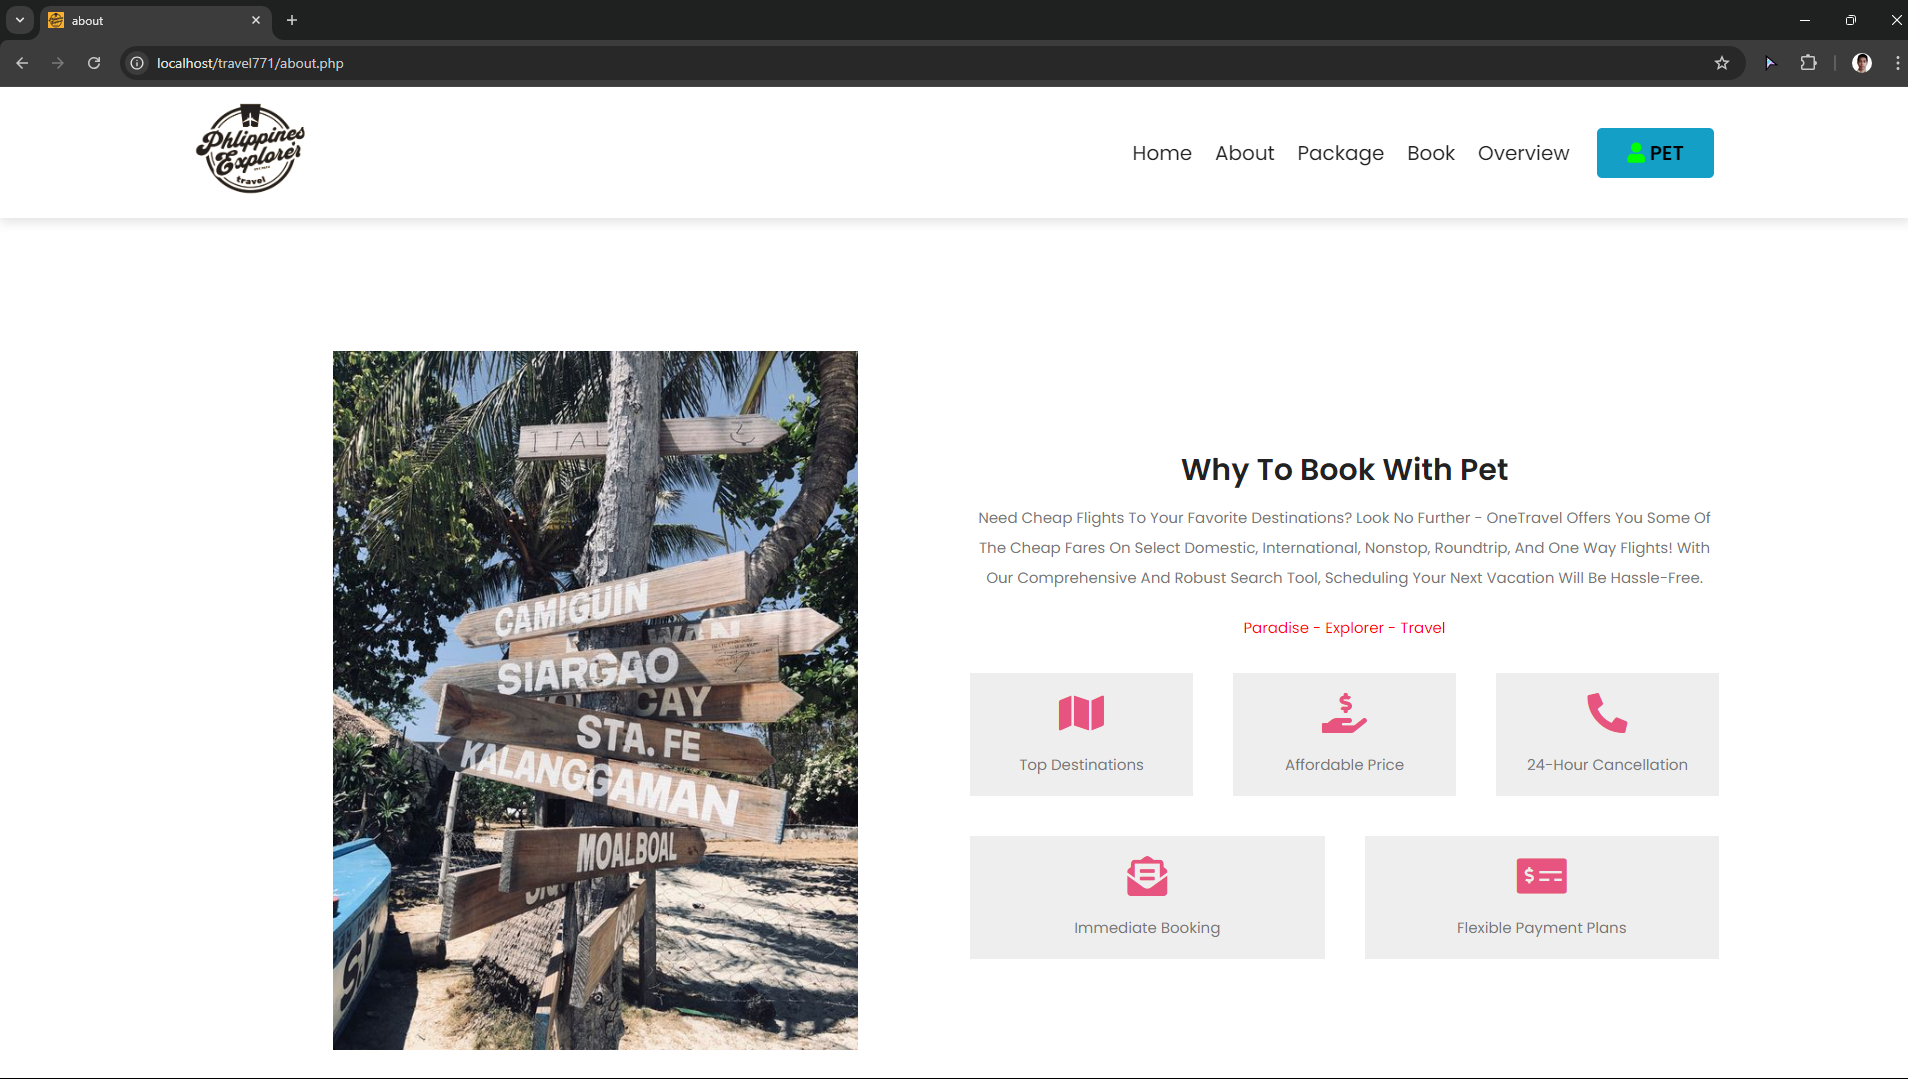 about
localhost/travel771/about.php
Phlippines
Explorer
travel
Home About Package Book Overview PET
ITAL
CAMIGUIN
WAN
SIARGAO
CAY
STA. FE
KALANGGAMAN
MOALBOAL
Why To Book With Pet
Need Cheap Flights To Your Favorite Destinations? Look No Further - OneTravel Offers You Some Of
The Cheap Fares On Select Domestic, International, Nonstop, Roundtrip, And One Way Flights! With
Our Comprehensive And Robust Search Tool, Scheduling Your Next Vacation Will Be Hassle-Free.
Paradise - Explorer - Travel
Top Destinations
Affordable Price
24-Hour Cancellation
Immediate Booking
Flexible Payment Plans